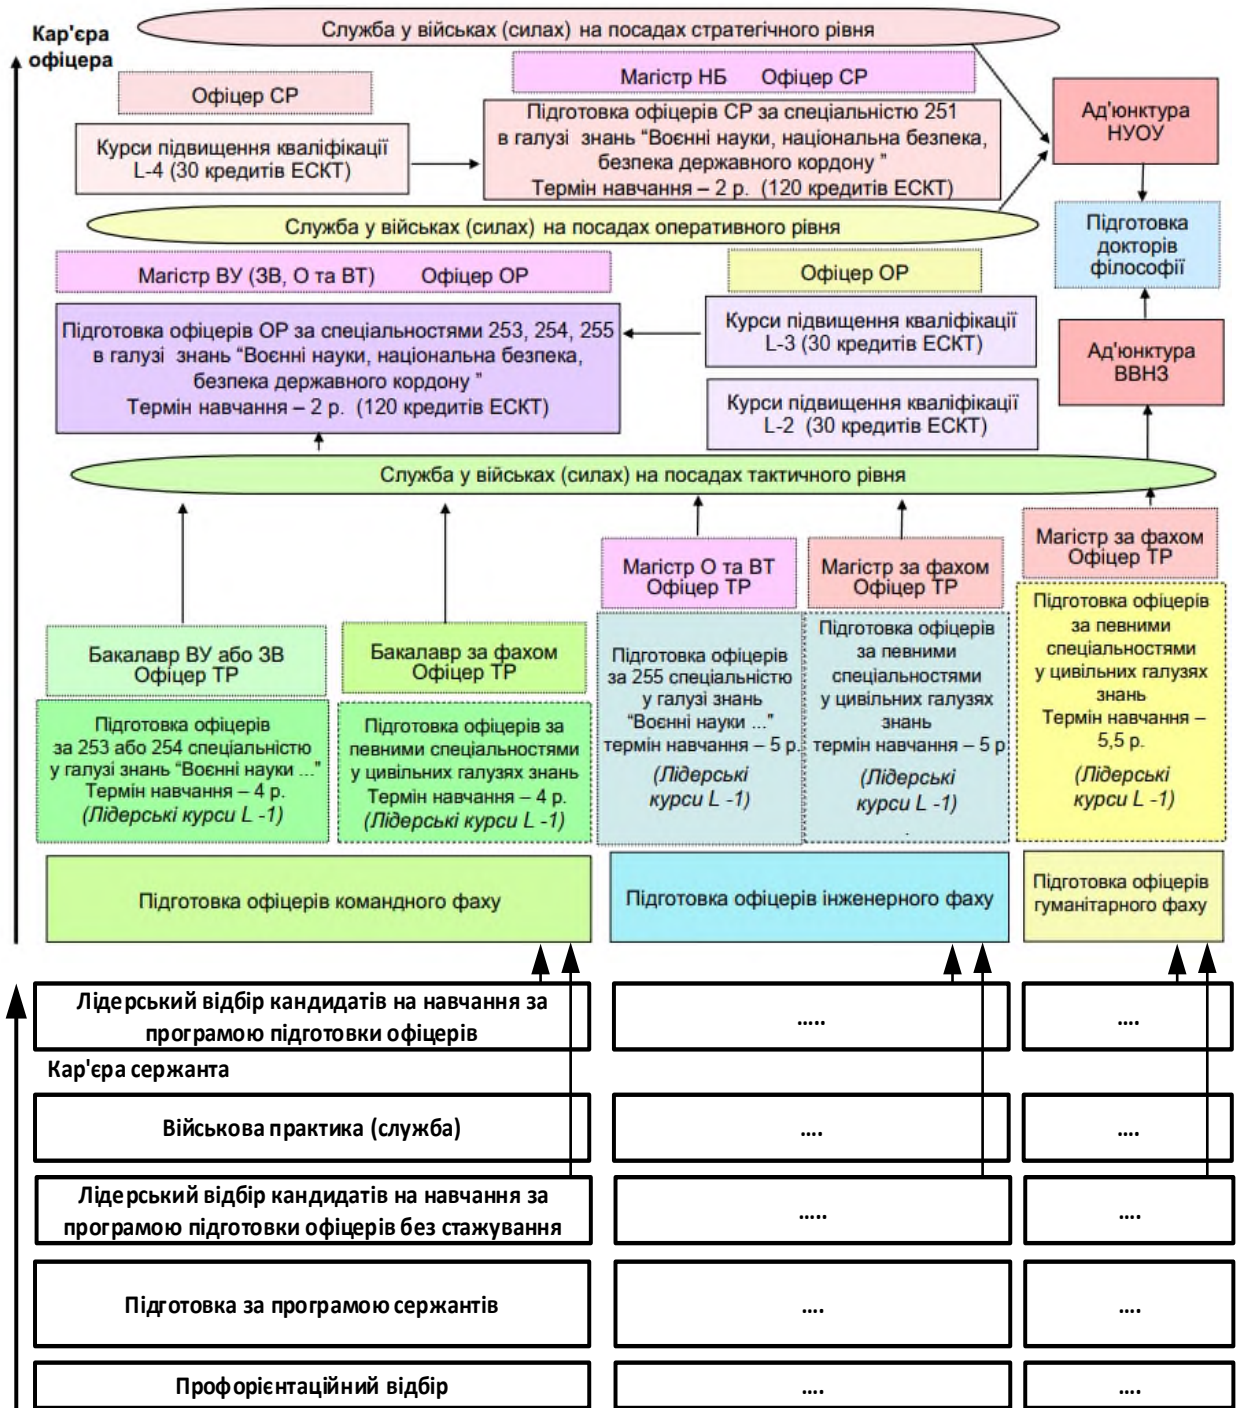 Кар'єра
офіцера
Служба у військах (силах) на посадах стратегічного рівня
Офіцер СР
Магістр НБ Офіцер СР
Курси підвищення кваліфікації
L-4 (30 кредитів ЕСКТ)
Підготовка офіцерів СР за спеціальністю 251
в галузі знань “Воєнні науки, національна безпека,
безпека державного кордону ”
Термін навчання – 2 р. (120 кредитів ЕСКТ)
Ад'юнктура
НУОУ
Служба у військах (силах) на посадах оперативного рівня
Підготовка
докторів
філософії
Магістр ВУ (ЗВ, О та ВТ) Офіцер ОР
Офіцер ОР
Підготовка офіцерів ОР за спеціальностями 253, 254, 255
в галузі знань “Воєнні науки, національна безпека,
безпека державного кордону ”
Термін навчання – 2 р. (120 кредитів ЕСКТ)
Курси підвищення кваліфікації
L-3 (30 кредитів ЕСКТ)
Курси підвищення кваліфікації
L-2 (30 кредитів ЕСКТ)
Ад'юнктура
ВВНЗ
Служба у військах (силах) на посадах тактичного рівня
Бакалавр ВУ або ЗВ
Офіцер ТР
Підготовка офіцерів
за 253 або 254 спеціальністю
у галузі знань “Воєнні науки ...”
Термін навчання – 4 р.
(Лідерські курси L -1)
Бакалавр за фахом
Офіцер ТР
Підготовка офіцерів за
певними спеціальностями
у цивільних галузях знань
Термін навчання – 4 р.
(Лідерські курси L -1)
Магістр О та ВТ
Офіцер ТР
Підготовка офіцерів
за 255 спеціальністю
у галузі знань
“Воєнні науки ...”
термін навчання – 5 р.
(Лідерські
курси L -1)
Магістр за фахом
Офіцер ТР
Підготовка офіцерів
за певними
спеціальностями
у цивільних галузях
знань
термін навчання – 5 р
(Лідерські
курси L -1)
.
Магістр за фахом
Офіцер ТР
Підготовка офіцерів
за певними
спеціальностями
у цивільних галузях
знань
Термін навчання –
5,5 р.
(Лідерські
курси L -1)
Підготовка офіцерів командного фаху
Підготовка офіцерів інженерного фаху
Підготовка офіцерів
гуманітарного фаху
Лідерський відбір кандидатів на навчання за
програмою підготовки офіцерів
.....
....
Кар'єра сержанта
Військова практика (служба)
....
....
Лідерський відбір кандидатів на навчання за
програмою підготовки офіцерів без стажування
.....
....
Підготовка за програмою сержантів
....
....
Профорієнтаційний відбір
....
....